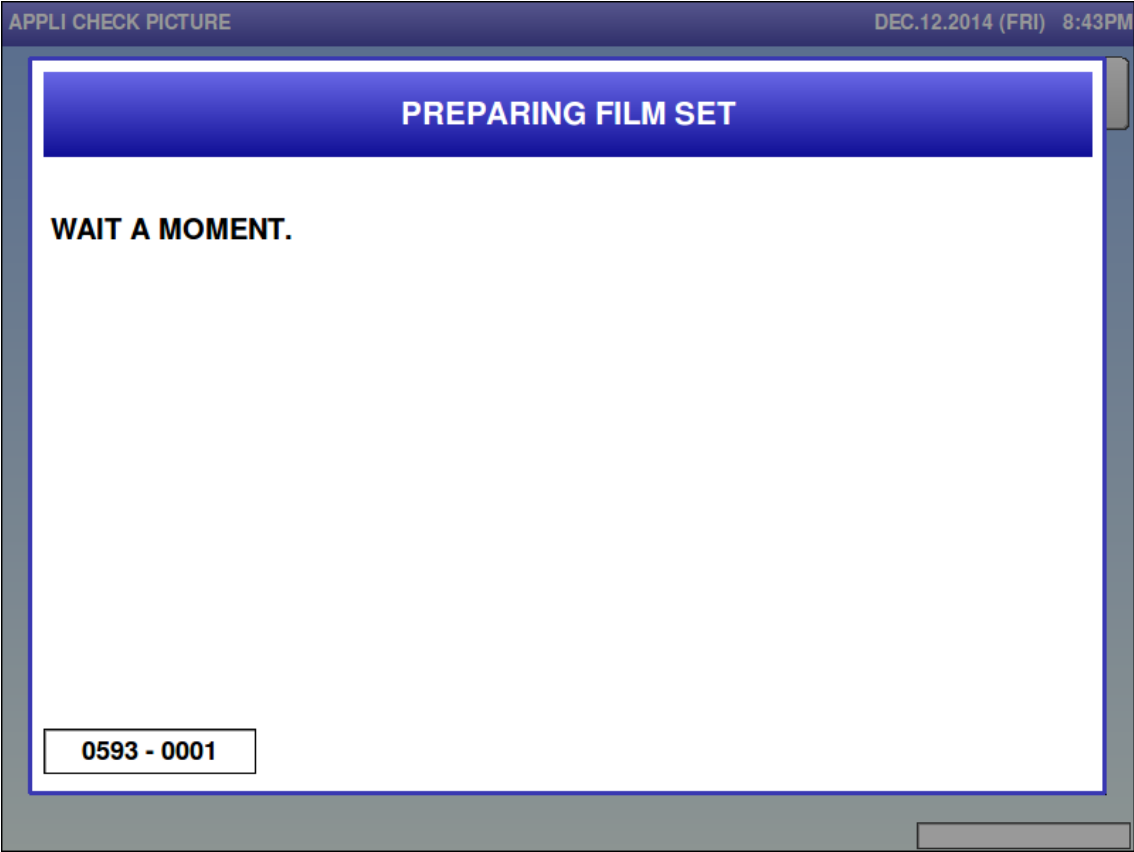 APPLI CHECK PICTURE DEC.12.2014 (FRI) 8:43PM
PREPARING FILM SET
WAIT A MOMENT.
0593 - 0001